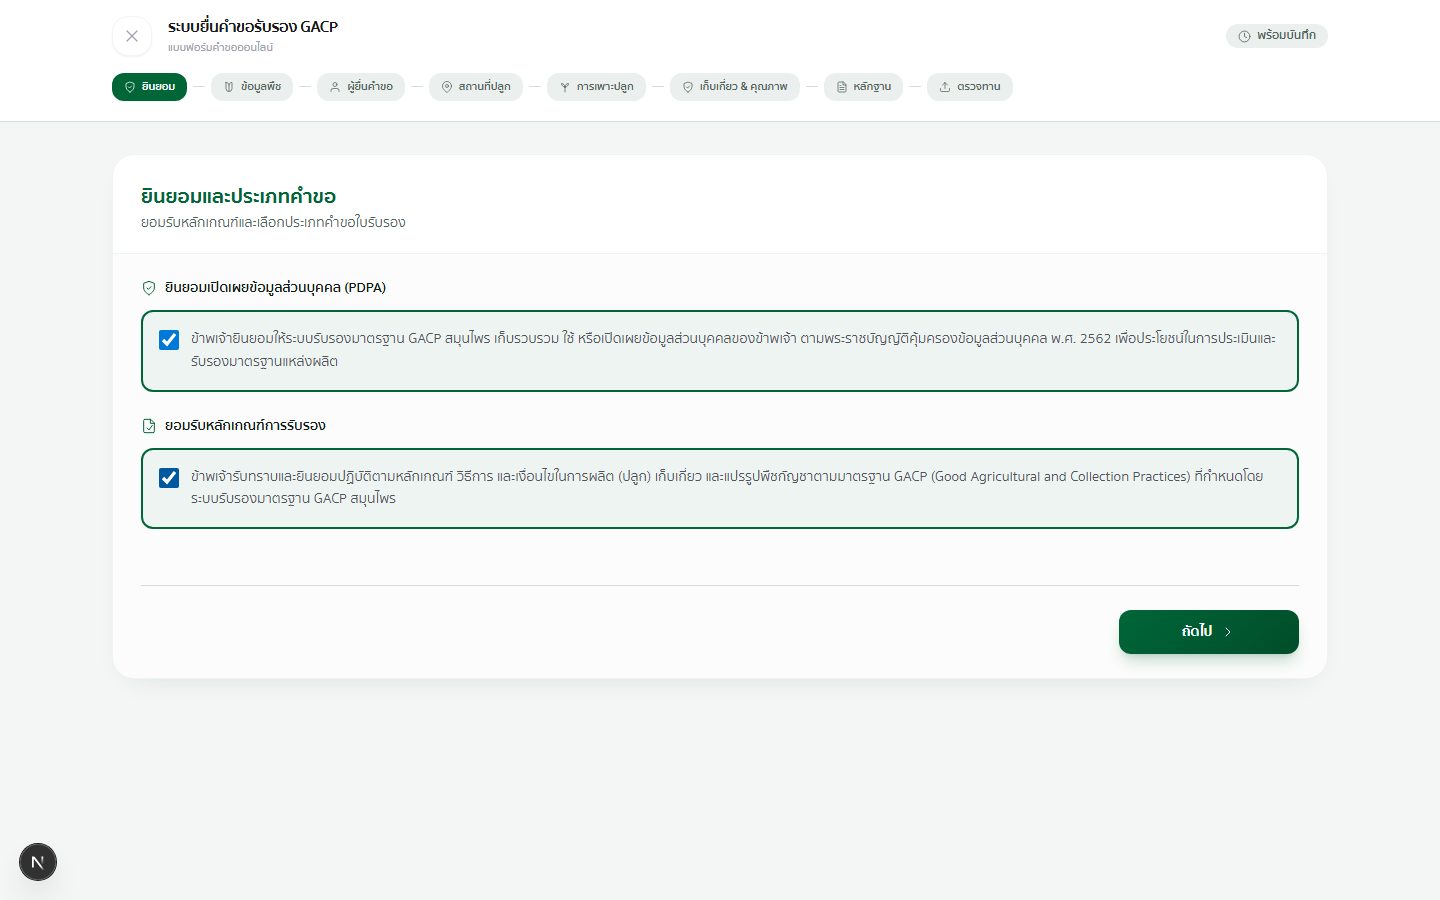 ระบบยื่นคำขอรับรอง GACP
แบบฟอร์มคำขอออนไลน์
พร้อมบันทึก
ยินยอม
ข้อมูลพืช
ผู้ยื่นคำขอ
สถานที่ปลูก
การเพาะปลูก
เก็บเกี่ยว & คุณภาพ
หลักฐาน
ตรวจทาน
ยินยอมและประเภทคำขอ
ยอมรับหลักเกณฑ์และเลือกประเภทคำขอใบรับรอง
ยินยอมเปิดเผยข้อมูลส่วนบุคคล (PDPA)
ข้าพเจ้ายินยอมให้ระบบรับรองมาตรฐาน GACP สมุนไพร เก็บรวบรวม ใช้ หรือเปิดเผยข้อมูลส่วนบุคคลของข้าพเจ้า ตามพระราชบัญญัติคุ้มครองข้อมูลส่วนบุคคล พ.ศ. 2562 เพื่อประโยชน์ในการประเมินและ
รับรองมาตรฐานแหล่งผลิต
ยอมรับหลักเกณฑ์การรับรอง
ข้าพเจ้ารับทราบและยินยอมปฏิบัติตามหลักเกณฑ์ วิธีการ และเงื่อนไขในการผลิต (ปลูก) เก็บเกี่ยว และแปรรูปพืชกัญชาตามมาตรฐาน GACP (Good Agricultural and Collection Practices) ที่กำหนดโดย
ระบบรับรองมาตรฐาน GACP สมุนไพร
ถัดไป
N